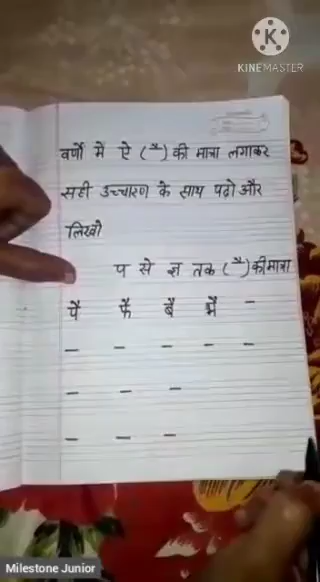 KINEMASTER
वर्णो में ऐ (ै) की मात्रा लगाकर
सही उच्चारण के साथ पढो और
लिखो
प से ज्ञ तक (ै) की मात्रा
पै फै बै भै –
– – – – –
– – –
– – –
Milestone Junior